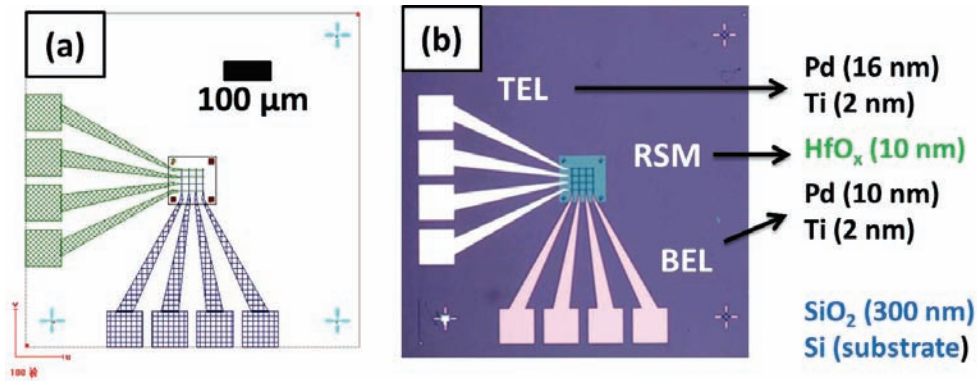 (a)
100 μm
(b)
TEL
RSM
BEL
Pd (16 nm)
Ti (2 nm)
HfOₓ (10 nm)
Pd (10 nm)
Ti (2 nm)
SiO₂ (300 nm)
Si (substrate)